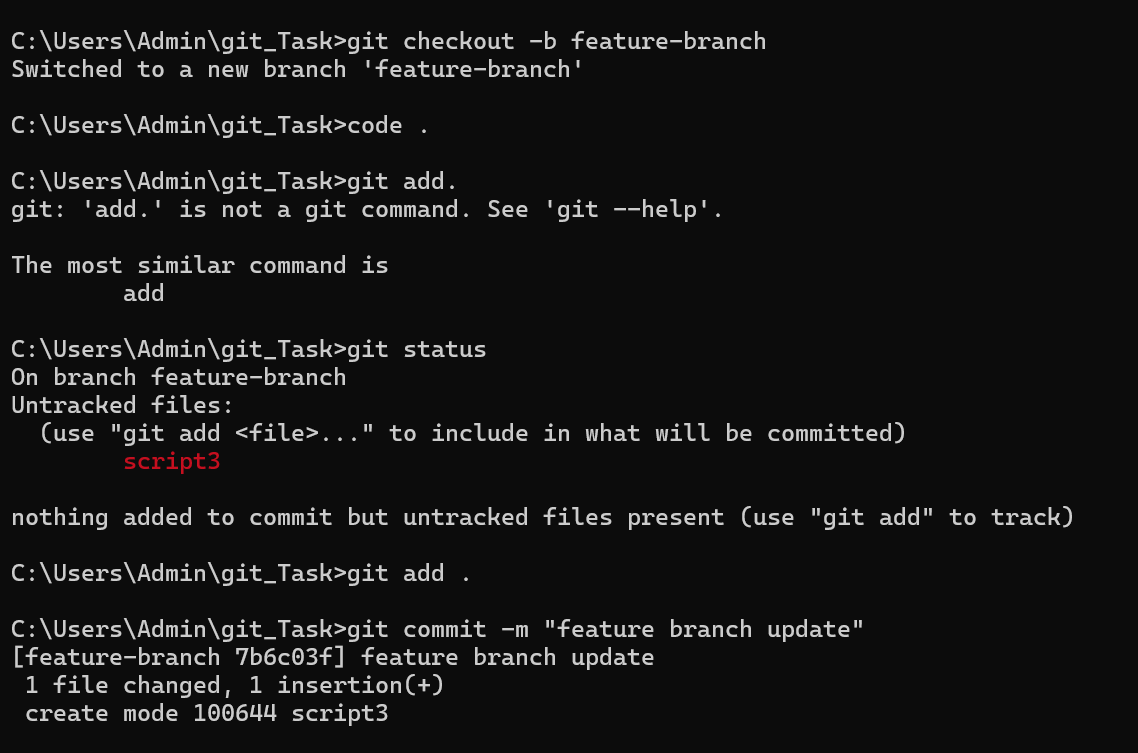 C:\Users\Admin\git_Task>git checkout -b feature-branch
Switched to a new branch 'feature-branch'
C:\Users\Admin\git_Task>code .
C:\Users\Admin\git_Task>git add.
git: 'add.' is not a git command. See 'git --help'.
The most similar command is
add
C:\Users\Admin\git_Task>git status
On branch feature-branch
Untracked files:
(use "git add <file>..." to include in what will be committed)
script3
nothing added to commit but untracked files present (use "git add" to track)
C:\Users\Admin\git_Task>git add .
C:\Users\Admin\git_Task>git commit -m "feature branch update"
[feature-branch 7b6c03f] feature branch update
1 file changed, 1 insertion(+)
create mode 100644 script3